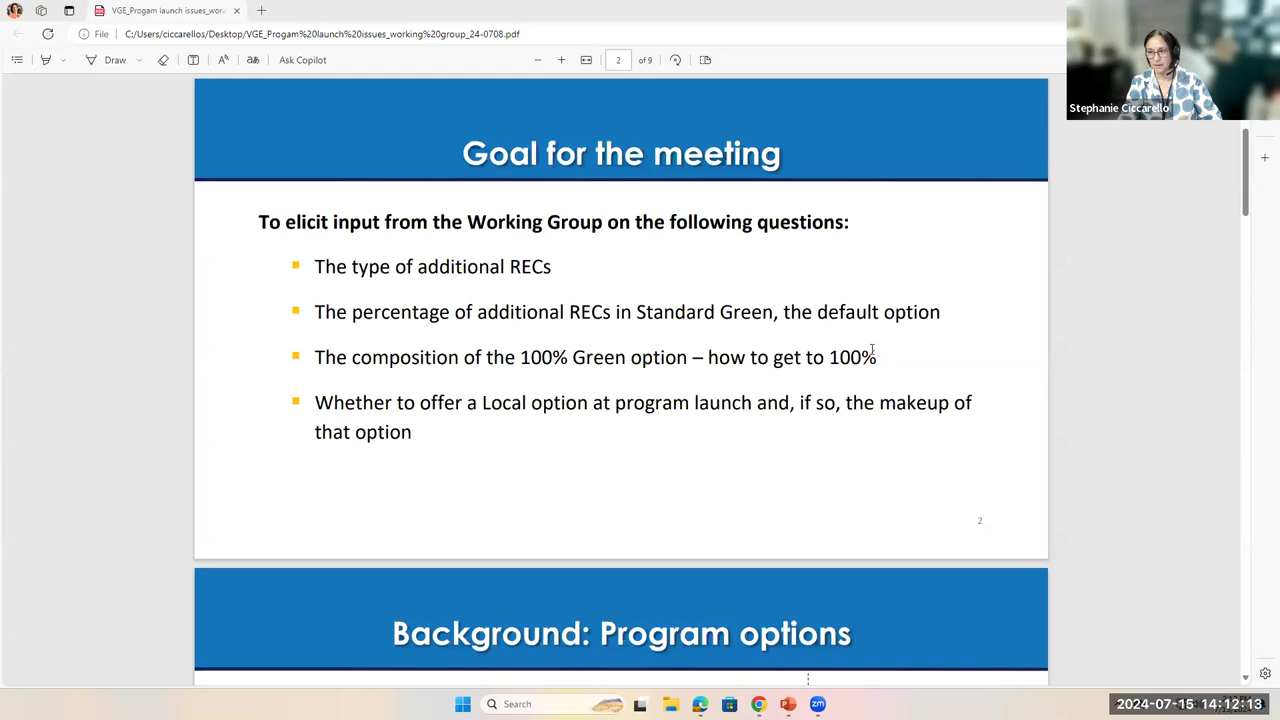 VGE_Progam launch issues_wor
File
C:/Users/ciccarellos/Desktop/VGE_Progam%20launch%20issues_working%20group_24-0708.pdf
Draw
Ask Copilot
2
of 9
Stephanie Ciccarello
Goal for the meeting
To elicit input from the Working Group on the following questions:
The type of additional RECs
The percentage of additional RECs in Standard Green, the default option
The composition of the 100% Green option – how to get to 100%
Whether to offer a Local option at program launch and, if so, the makeup of
that option
2
Background: Program options
Search
2024-07-15 14:12:13